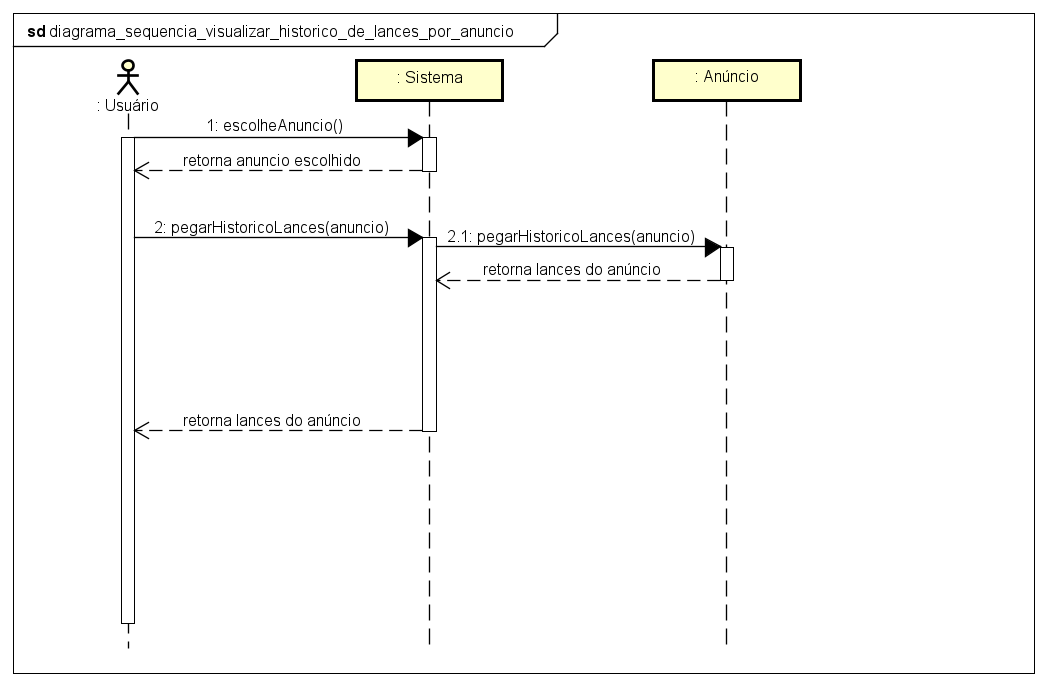 sd diagrama_sequencia_visualizar_historico_de_lances_por_anuncio
: Usuário
: Sistema
: Anúncio
1: escolheAnuncio()
retorna anuncio escolhido
2: pegarHistoricoLances(anuncio)
2.1: pegarHistoricoLances(anuncio)
retorna lances do anúncio
retorna lances do anúncio